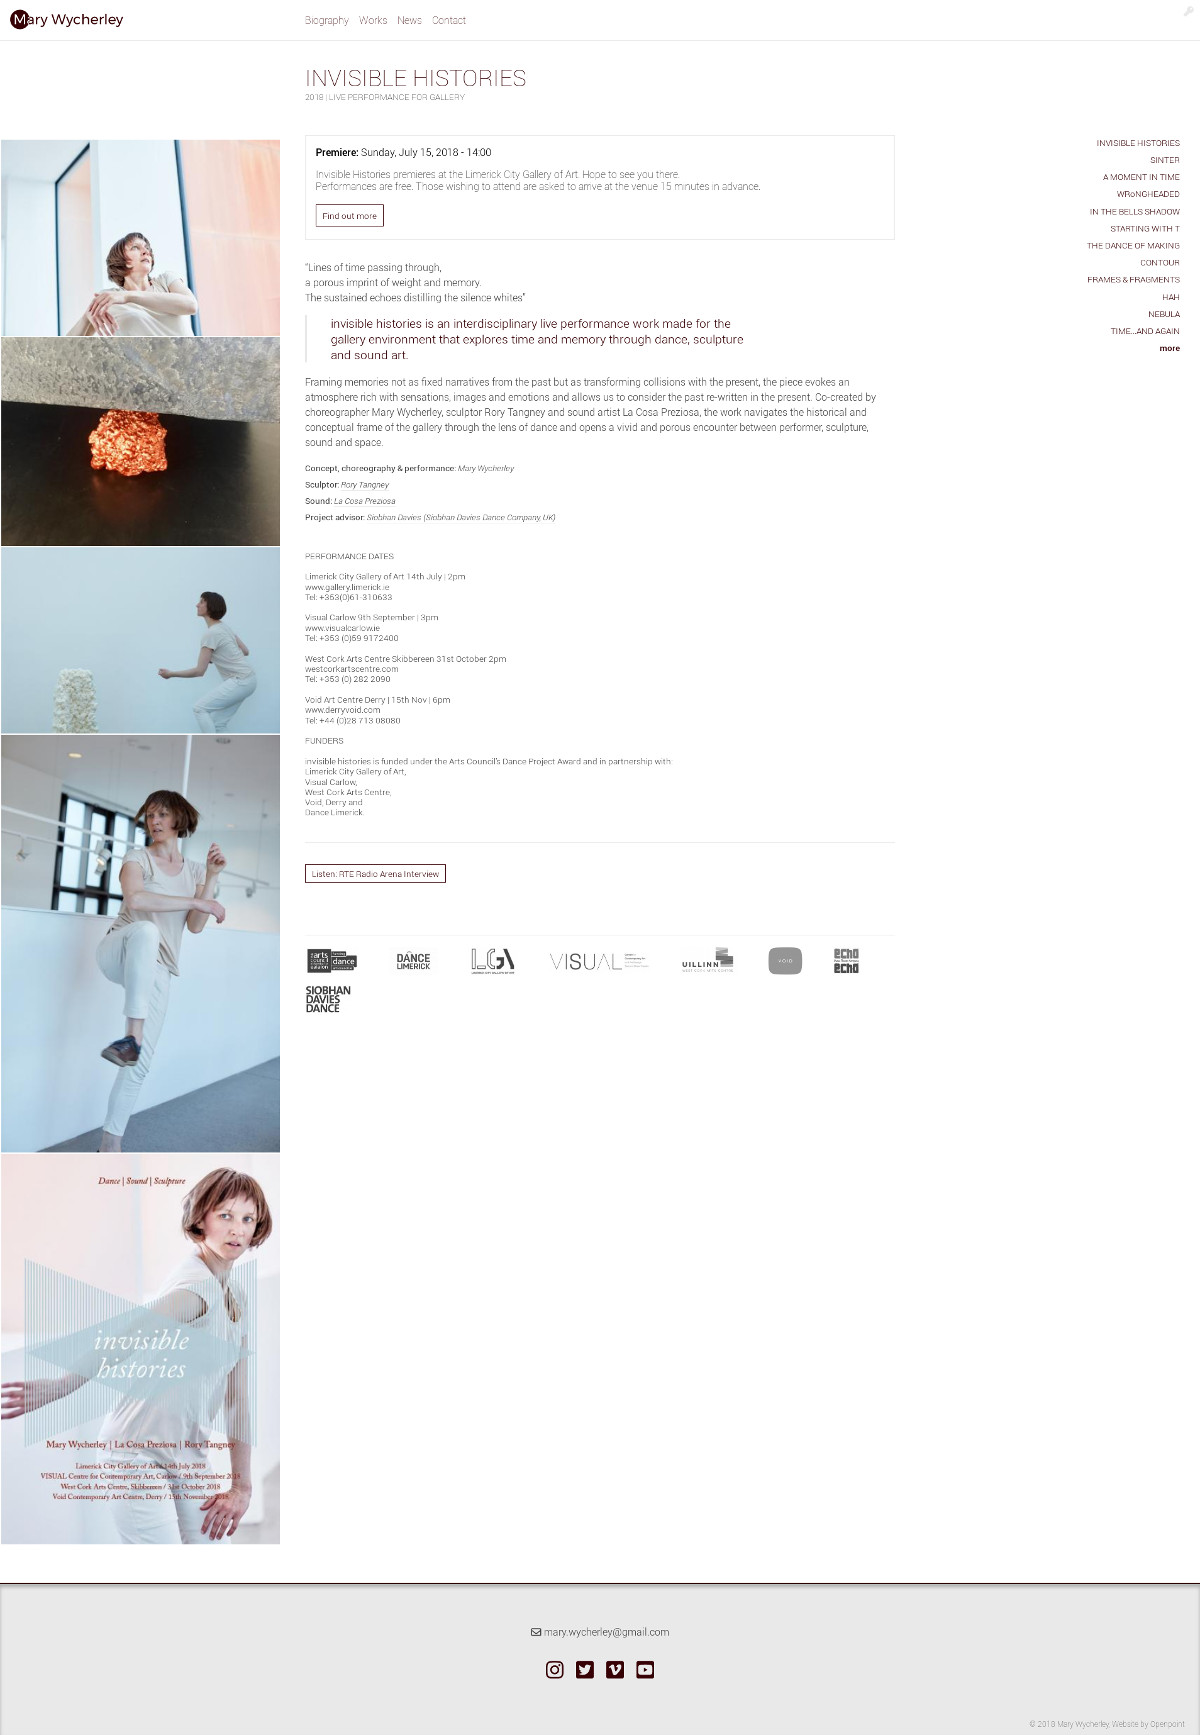 Mary Wycherley
Biography Works News Contact
INVISIBLE HISTORIES
2018 | LIVE PERFORMANCE FOR GALLERY
Premiere: Sunday, July 15, 2018 - 14:00
Invisible Histories premieres at the Limerick City Gallery of Art. Hope to see you there.
Performances are free. Those wishing to attend are asked to arrive at the venue 15 minutes in advance.
Find out more
"Lines of time passing through,
a porous imprint of weight and memory.
The sustained echoes distilling the silence whites"
invisible histories is an interdisciplinary live performance work made for the
gallery environment that explores time and memory through dance, sculpture
and sound art.
Framing memories not as fixed narratives from the past but as transforming collisions with the present, the piece evokes an
atmosphere rich with sensations, images and emotions and allows us to consider the past re-written in the present. Co-created by
choreographer Mary Wycherley, sculptor Rory Tangney and sound artist La Cosa Preziosa, the work navigates the historical and
conceptual frame of the gallery through the lens of dance and opens a vivid and porous encounter between performer, sculpture,
sound and space.
Concept, choreography & performance: Mary Wycherley
Sculptor: Rory Tangney
Sound: La Cosa Preziosa
Project advisor: Siobhan Davies (Siobhan Davies Dance Company, UK)
PERFORMANCE DATES
Limerick City Gallery of Art 14th July | 2pm
www.gallery.limerick.ie
Tel: +353(0)61-310633
Visual Carlow 9th September | 3pm
www.visualcarlow.ie
Tel: +353 (0)59 9172400
West Cork Arts Centre Skibbereen 31st October 2pm
westcorkartscentre.com
Tel: +353 (0) 282 2090
Void Art Centre Derry | 15th Nov | 6pm
www.derryvoid.com
Tel: +44 (0)28 713 08080
FUNDERS
invisible histories is funded under the Arts Council's Dance Project Award and in partnership with:
Limerick City Gallery of Art,
Visual Carlow,
West Cork Arts Centre,
Void, Derry and
Dance Limerick
Listen: RTE Radio Arena Interview
arts council dance
DANCE LIMERICK
LCGA
VISUAL
UILLINN
VOID
echo echo
SIOBHAN
DAVIES
DANCE
INVISIBLE HISTORIES
SINTER
A MOMENT IN TIME
WRoNGHEADED
IN THE BELLS SHADOW
STARTING WITH T
THE DANCE OF MAKING
CONTOUR
FRAMES & FRAGMENTS
HAH
NEBULA
TIME...AND AGAIN
more
Dance | Sound | Sculpture
invisible
histories
Mary Wycherley | La Cosa Preziosa | Rory Tangney
Limerick City Gallery of Art / 14th July 2018
VISUAL Centre for Contemporary Art, Carlow / 9th September 2018
West Cork Arts Centre, Skibbereen / 31st October 2018
Void Contemporary Art Centre, Derry / 15th November 2018
mary.wycherley@gmail.com
© 2018 Mary Wycherley, Website by Openpoint